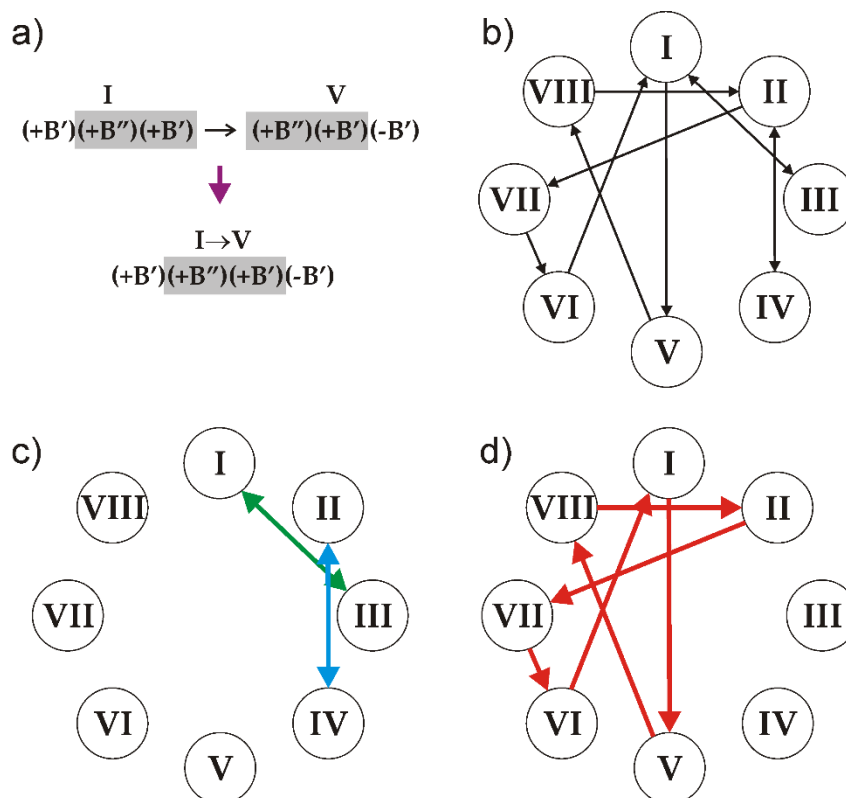 a)
I V
(+B′)(+B″)(+B′) → (+B″)(+B′)(-B′)
I→V
(+B′)(+B″)(+B′)(-B′)
b)
I
VIII II
VII III
VI IV
V
c)
I
VIII II
VII III
VI IV
V
d)
I
VIII II
VII III
VI IV
V